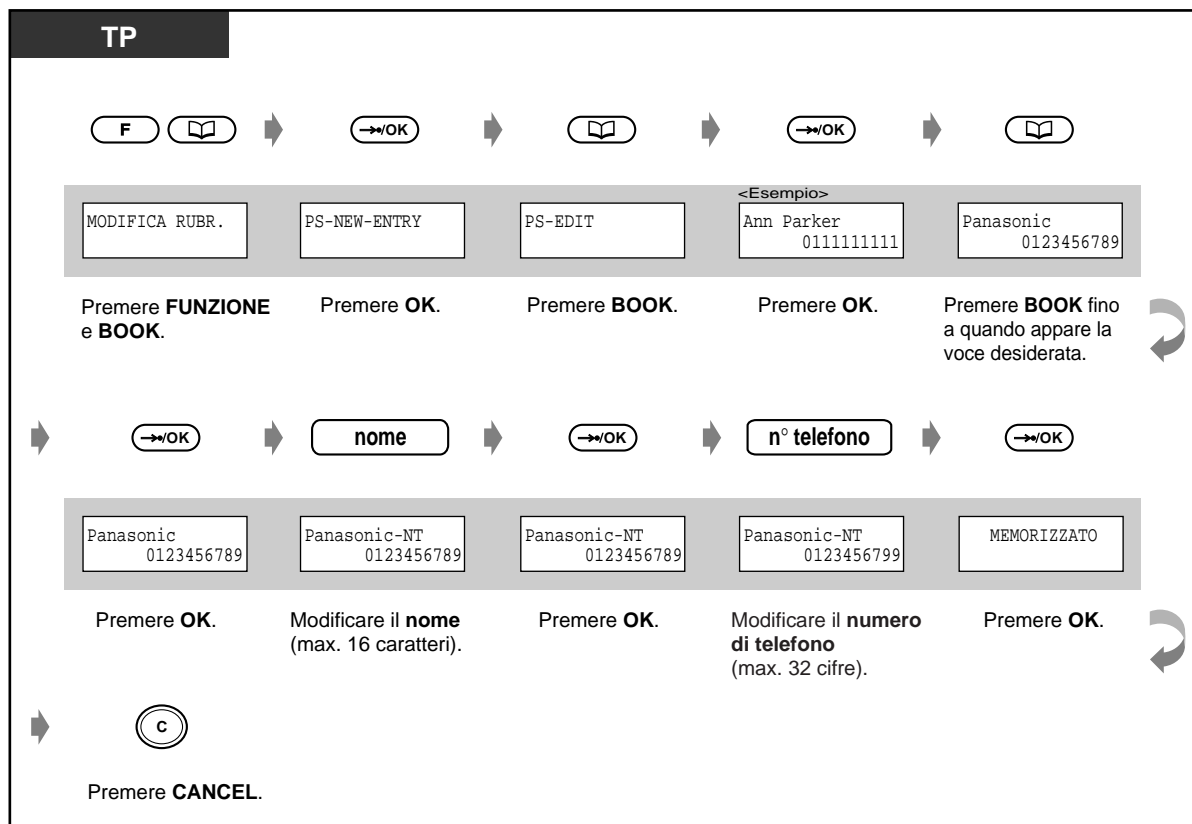 TP
F
→•/OK
→•/OK
<Esempio>
MODIFICA RUBR.
PS-NEW-ENTRY
PS-EDIT
Ann Parker
0111111111
Panasonic
0123456789
Premere FUNZIONE
e BOOK.
Premere OK.
Premere BOOK.
Premere OK.
Premere BOOK fino
a quando appare la
voce desiderata.
→•/OK
nome
→•/OK
n° telefono
→•/OK
Panasonic
0123456789
Panasonic-NT
0123456789
Panasonic-NT
0123456789
Panasonic-NT
0123456799
MEMORIZZATO
Premere OK.
Modificare il nome
(max. 16 caratteri).
Premere OK.
Modificare il numero
di telefono
(max. 32 cifre).
Premere OK.
C
Premere CANCEL.